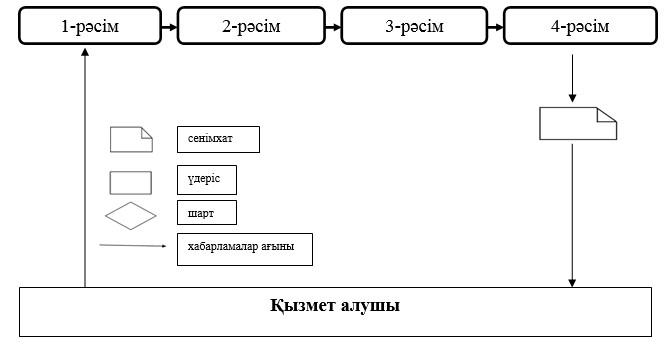 1-рәсім 2-рәсім 3-рәсім 4-рәсім
сенімхат
үдеріс
шарт
хабарламалар ағыны
Қызмет алушы